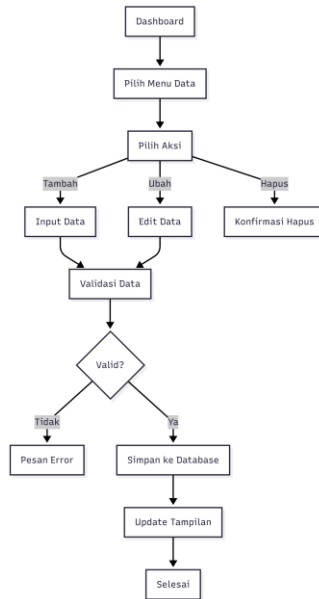 Dashboard
Pilih Menu Data
Pilih Aksi
Tambah
Ubah
Hapus
Input Data
Edit Data
Konfirmasi Hapus
Validasi Data
Valid?
Tidak
Ya
Pesan Error
Simpan ke Database
Update Tampilan
Selesai